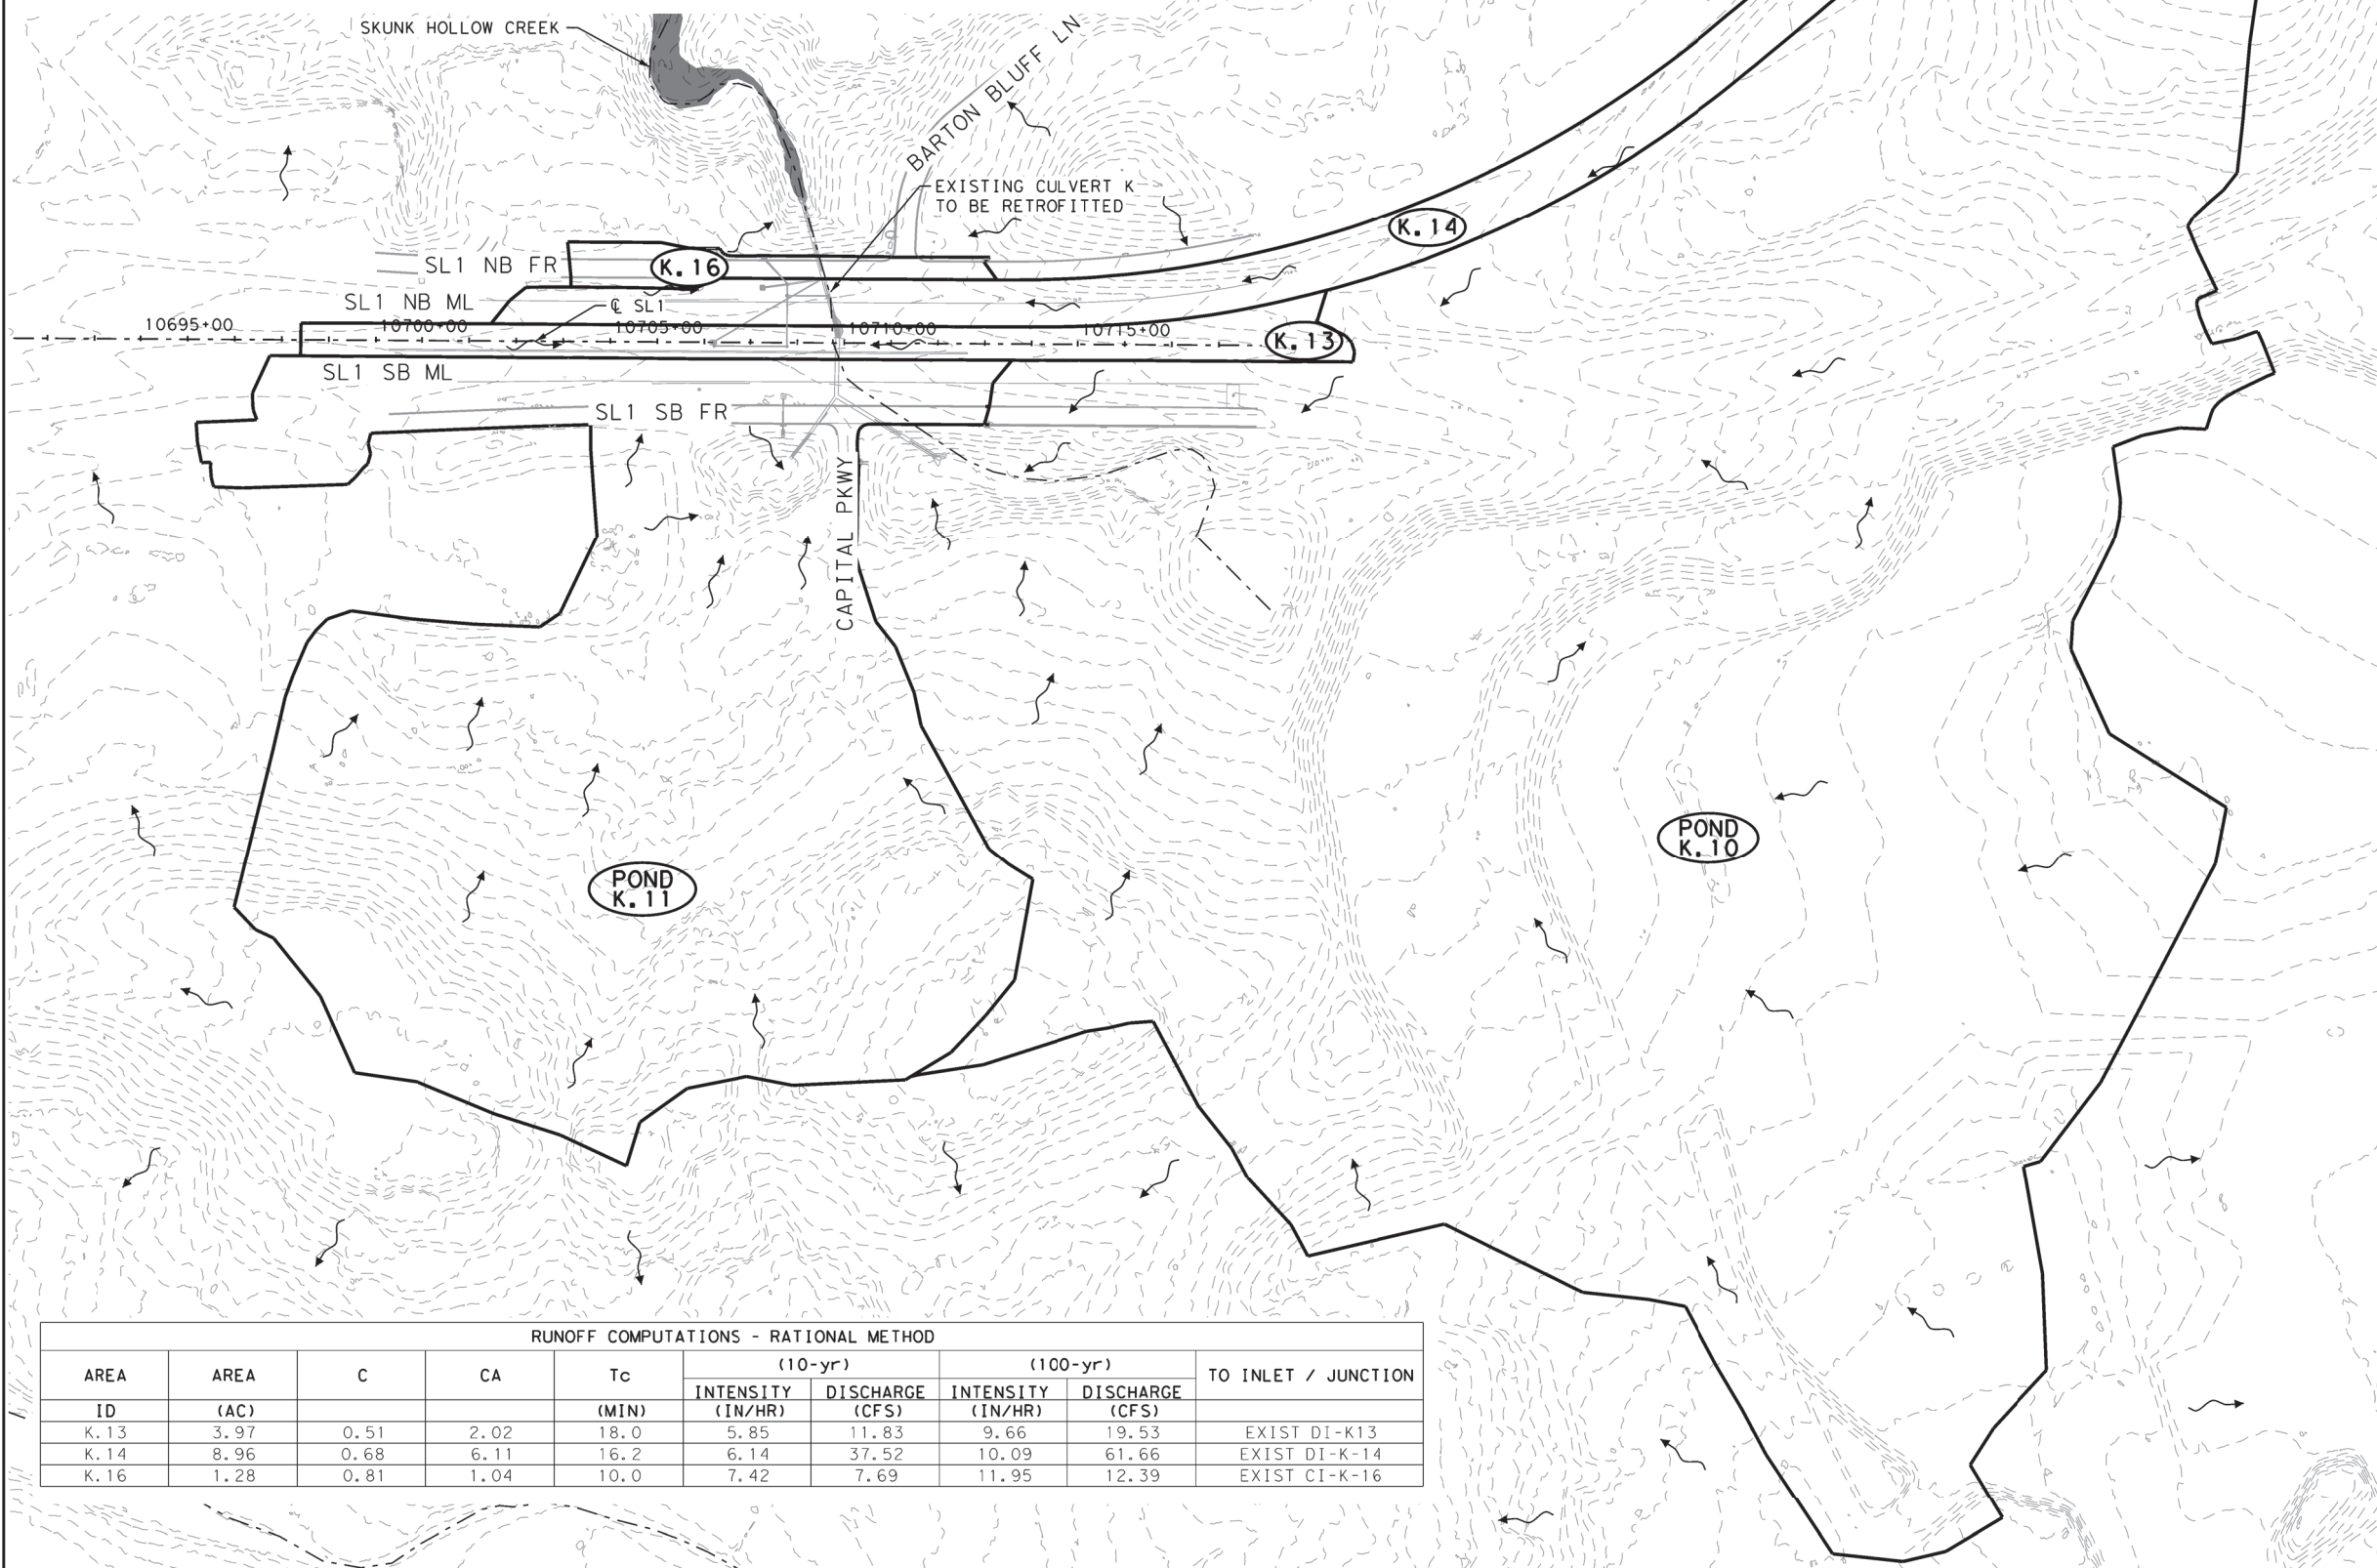 SKUNK HOLLOW CREEK
BARTON BLUFF LN
EXISTING CULVERT K
TO BE RETROFITTED
K.14
SL1 NB FR
K.16
SL1 NB ML
℄ SL1
10695+00
10700+00
10705+00
10710+00
10715+00
K.13
SL1 SB ML
SL1 SB FR
CAPITAL PKWY
POND
K.10
POND
K.11
RUNOFF COMPUTATIONS - RATIONAL METHOD
AREA AREA C CA Tc (10-yr) (100-yr) TO INLET / JUNCTION
INTENSITY DISCHARGE INTENSITY DISCHARGE
ID (AC) (MIN) (IN/HR) (CFS) (IN/HR) (CFS)
K.13 3.97 0.51 2.02 18.0 5.85 11.83 9.66 19.53 EXIST DI-K13
K.14 8.96 0.68 6.11 16.2 6.14 37.52 10.09 61.66 EXIST DI-K-14
K.16 1.28 0.81 1.04 10.0 7.42 7.69 11.95 12.39 EXIST CI-K-16